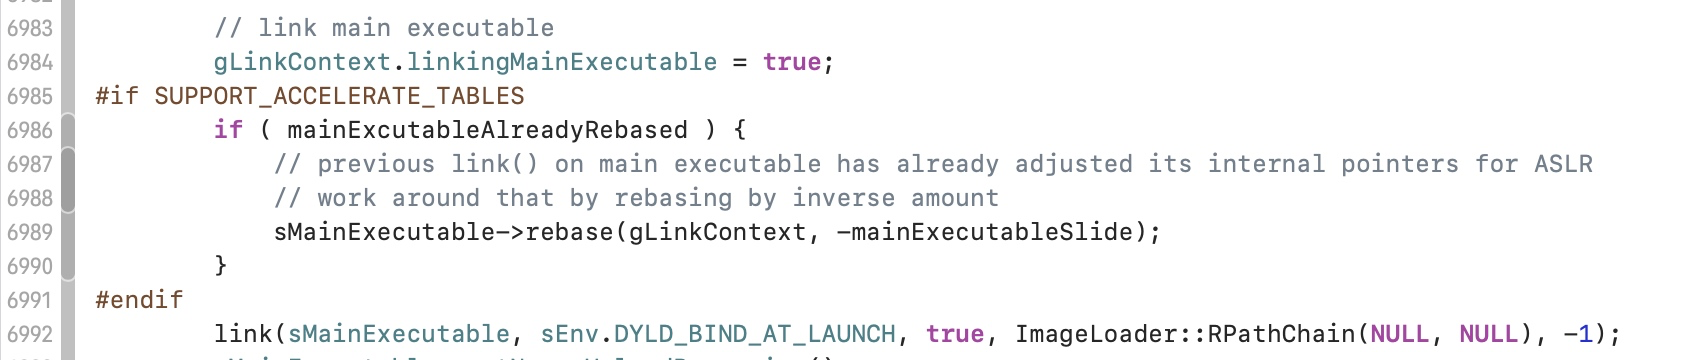 6983 // link main executable
6984 gLinkContext.linkingMainExecutable = true;
6985 #if SUPPORT_ACCELERATE_TABLES
6986 if ( mainExcutableAlreadyRebased ) {
6987 // previous link() on main executable has already adjusted its internal pointers for ASLR
6988 // work around that by rebasing by inverse amount
6989 sMainExecutable->rebase(gLinkContext, -mainExecutableSlide);
6990 }
6991 #endif
6992 link(sMainExecutable, sEnv.DYLD_BIND_AT_LAUNCH, true, ImageLoader::RPathChain(NULL, NULL), -1);